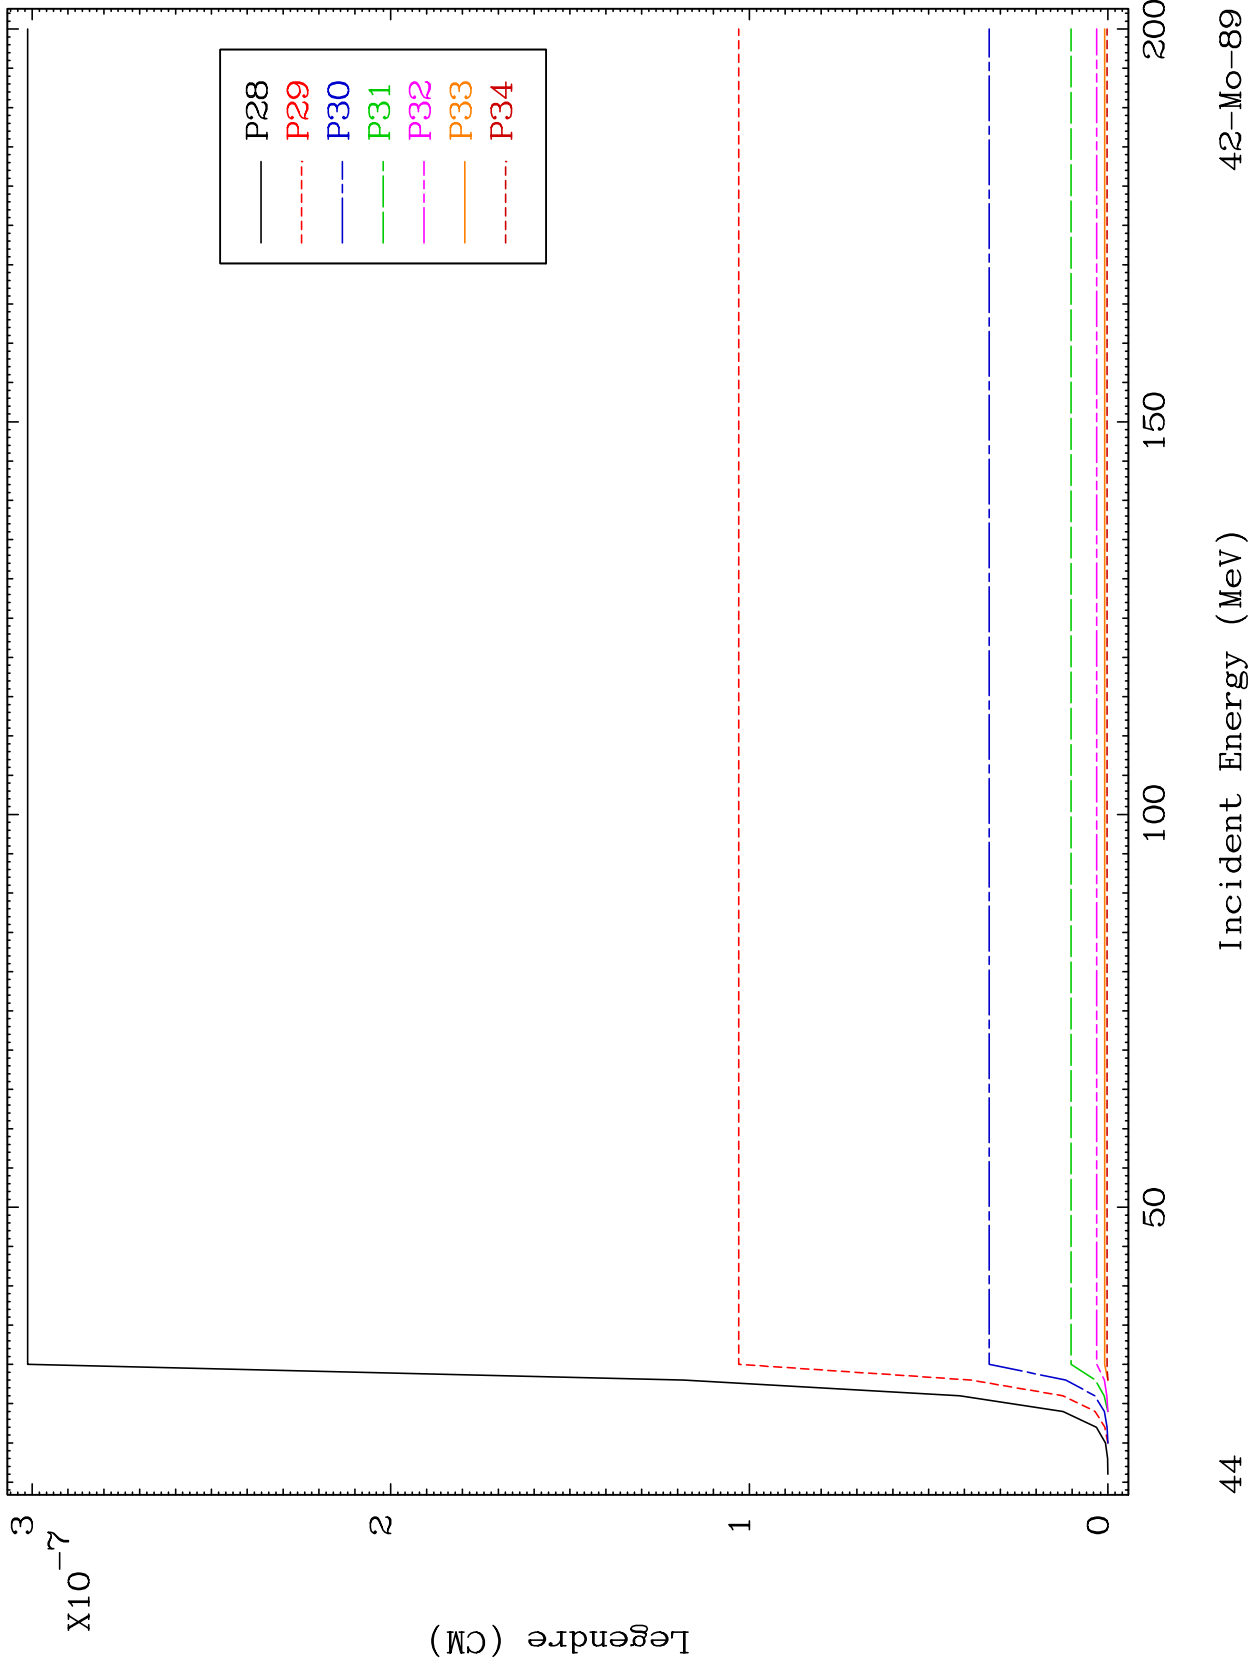 P28
P29
P30
P31
P32
P33
P34
3
2
1
0
X10
-7
Legendre (CM)
50
100
150
200
Incident Energy (MeV)
44
42-Mo-89